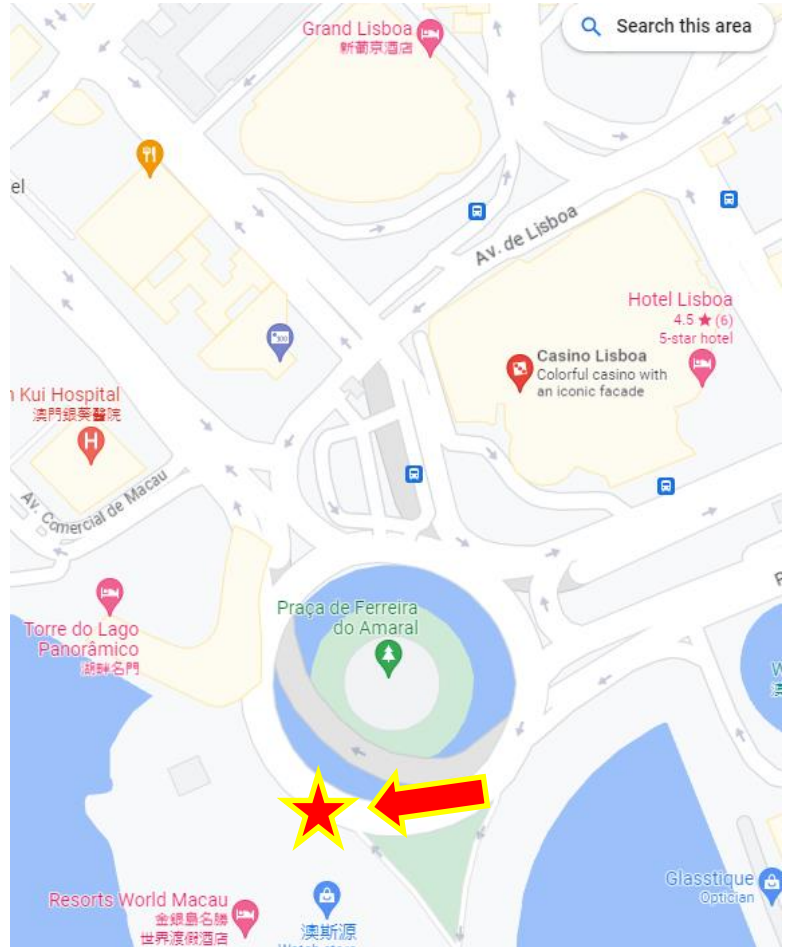 Search this area
Grand Lisboa
新葡京酒店
el
Av. de Lisboa
Hotel Lisboa
4.5 ★ (6)
5-star hotel
Casino Lisboa
Colorful casino with
an iconic facade
Kui Hospital
澳門銀葵醫院
H
Av. Comercial de Macau
Praça de Ferreira
do Amaral
Torre do Lago
Panorâmico
湖畔名門
Glasstique
Optician
Resorts World Macau
金銀島名勝
世界渡假酒店
澳斯源